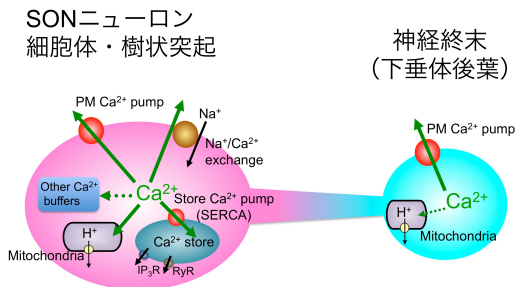 SONニューロン
細胞体・樹状突起
神経終末
（下垂体後葉）
PM Ca²⁺ pump
Na⁺
Na⁺/Ca²⁺
exchange
Other Ca²⁺
buffers
Ca²⁺
Store Ca²⁺ pump
(SERCA)
H⁺
Mitochondria
Ca²⁺ store
IP₃R
RyR
PM Ca²⁺ pump
Ca²⁺
H⁺
Mitochondria